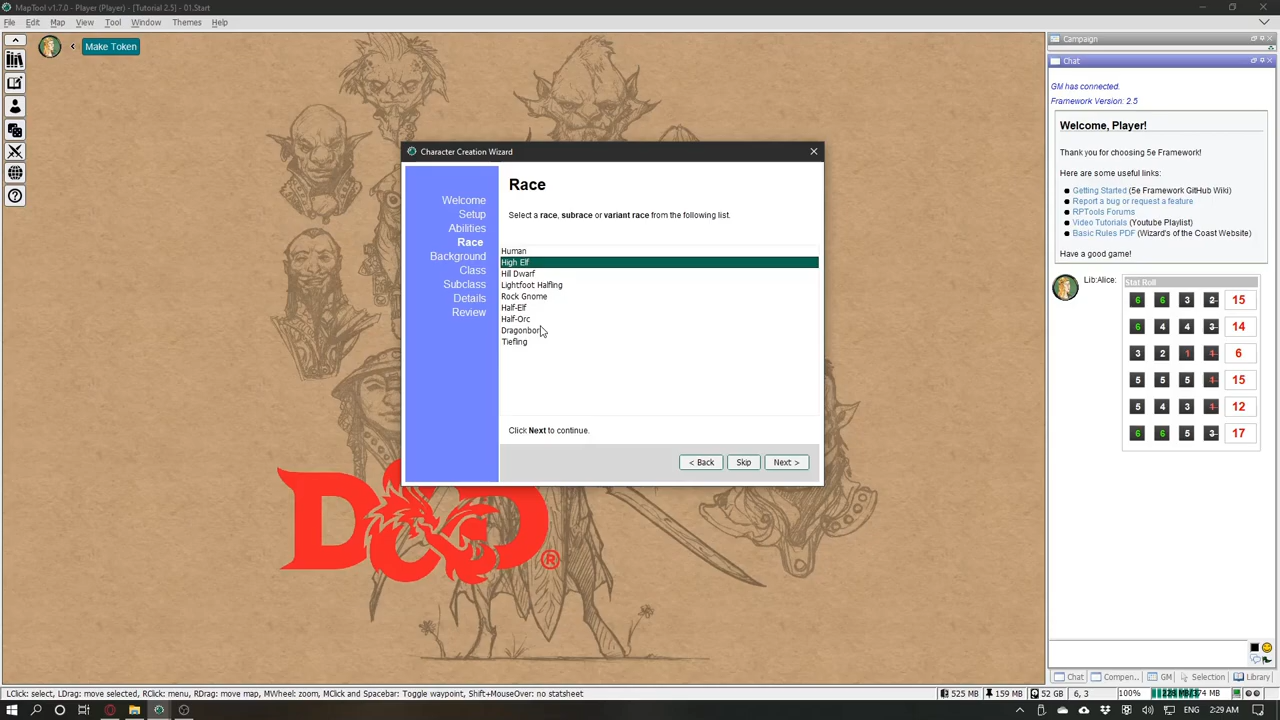 MapTool v1.7.0 - Player (Player) - [Tutorial 2.5] - 01.Start
File Edit Map View Tool Window Themes Help
Make Token
Character Creation Wizard
Welcome
Setup
Abilities
Race
Background
Class
Subclass
Details
Review
Race
Select a race, subrace or variant race from the following list.
Human
High Elf
Hill Dwarf
Lightfoot Halfling
Rock Gnome
Half-Elf
Half-Orc
Dragonborn
Tiefling
Click Next to continue.
< Back Skip Next >
D&D®
Campaign
Chat
GM has connected.
Framework Version: 2.5
Welcome, Player!
Thank you for choosing 5e Framework!
Here are some useful links:
Getting Started (5e Framework GitHub Wiki)
Report a bug or request a feature
RPTools Forums
Video Tutorials (Youtube Playlist)
Basic Rules PDF (Wizard's of the Coast Website)
Have a good game!
Lib:Alice:
Stat Roll
6 6 3 2 15
6 4 4 3 14
3 2 1 1 6
5 5 5 1 15
5 4 3 1 12
6 6 5 3 17
Chat Compen... GM Selection Library
LClick: select, LDrag: move selected, RClick: menu, RDrag: move map, MWheel: zoom, MClick and Spacebar: Toggle waypoint, Shift+MouseOver: no statsheet
525 MB 159 MB 52 GB 6, 3 100%
2:29 AM